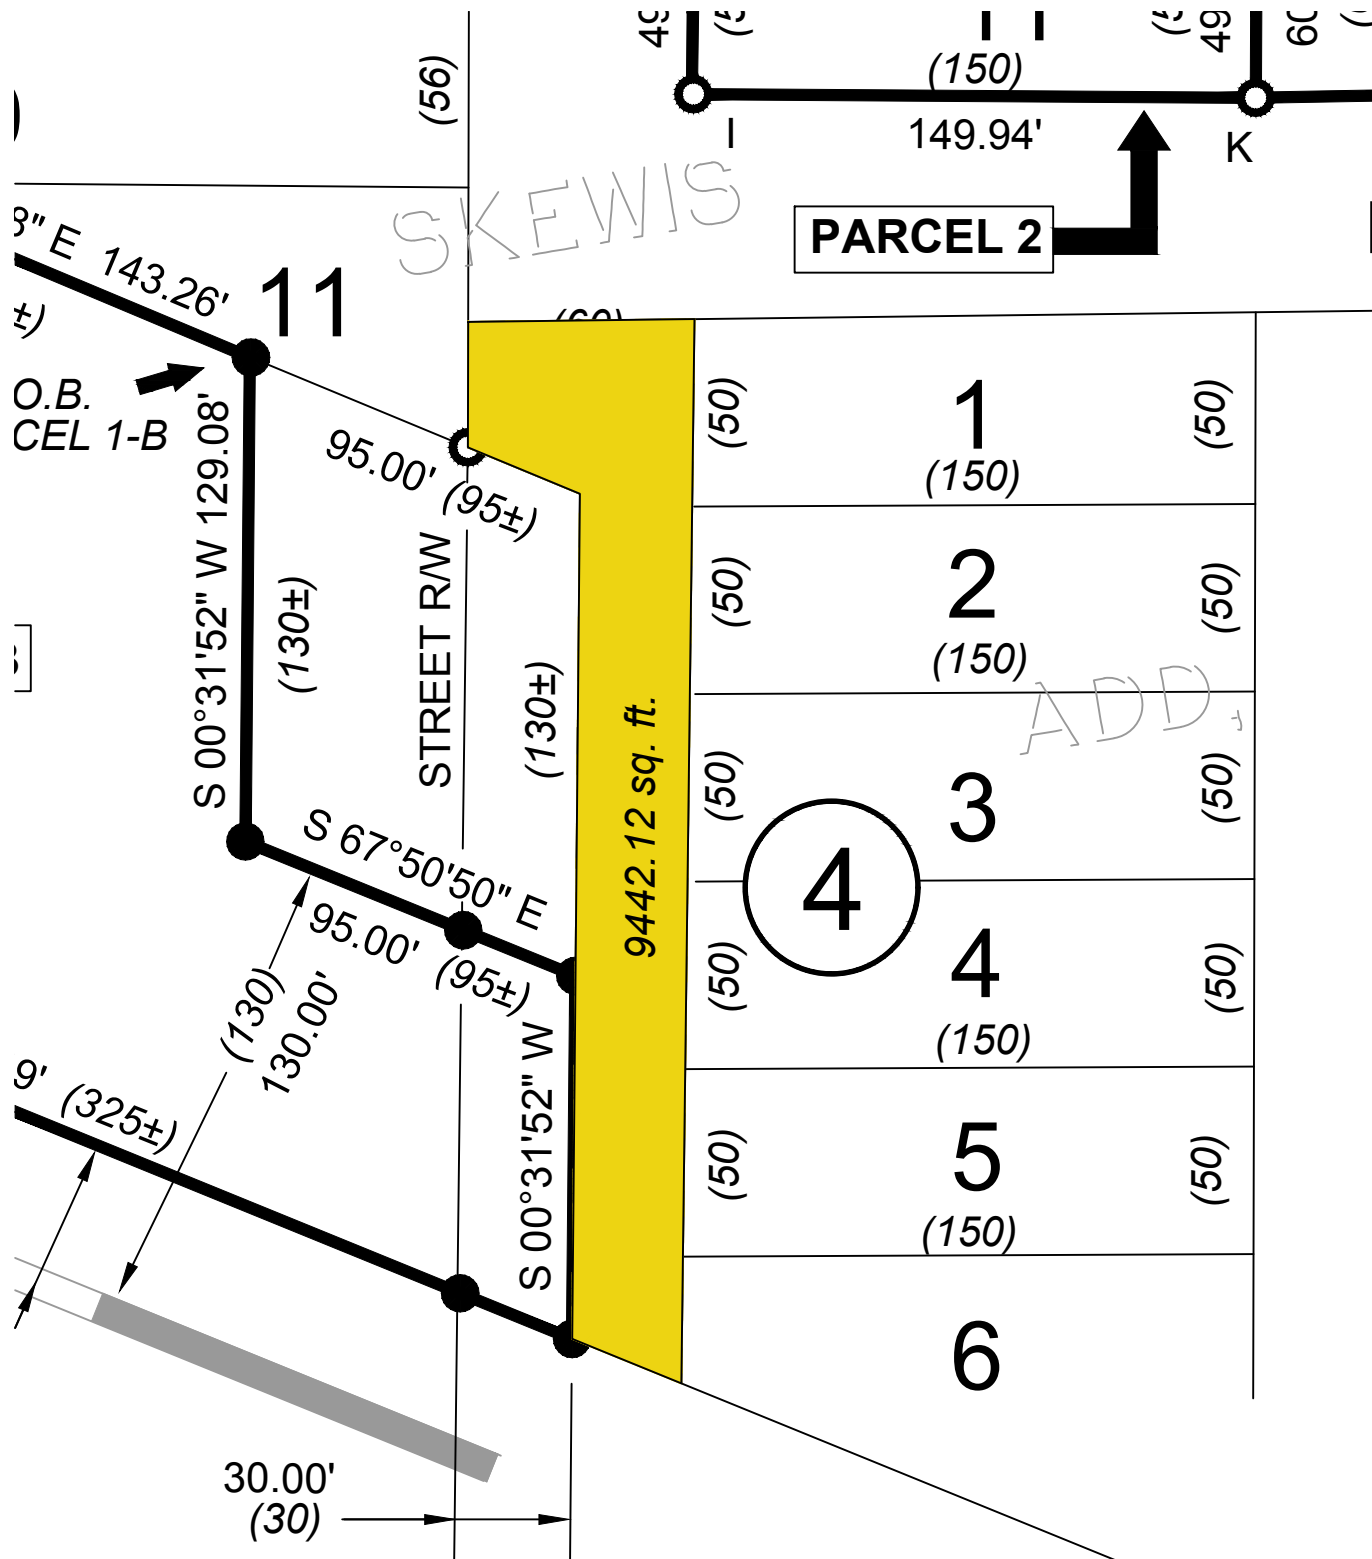 (56)
(150)
149.94'
I
K
SKEWIS
PARCEL 2
8" E 143.26'
11
±)
O.B.
CEL 1-B
S 00°31'52" W 129.08'
95.00' (95±)
(130±)
STREET R/W
(130±)
9442.12 sq. ft.
(50)
1
(50)
(150)
(50)
2
(50)
(150)
ADD.
(50)
3
(50)
4
(50)
4
(50)
(150)
(50)
5
(50)
(150)
6
S 67°50'50" E
95.00' (95±)
(130)
130.00'
S 00°31'52" W
9' (325±)
30.00'
(30)